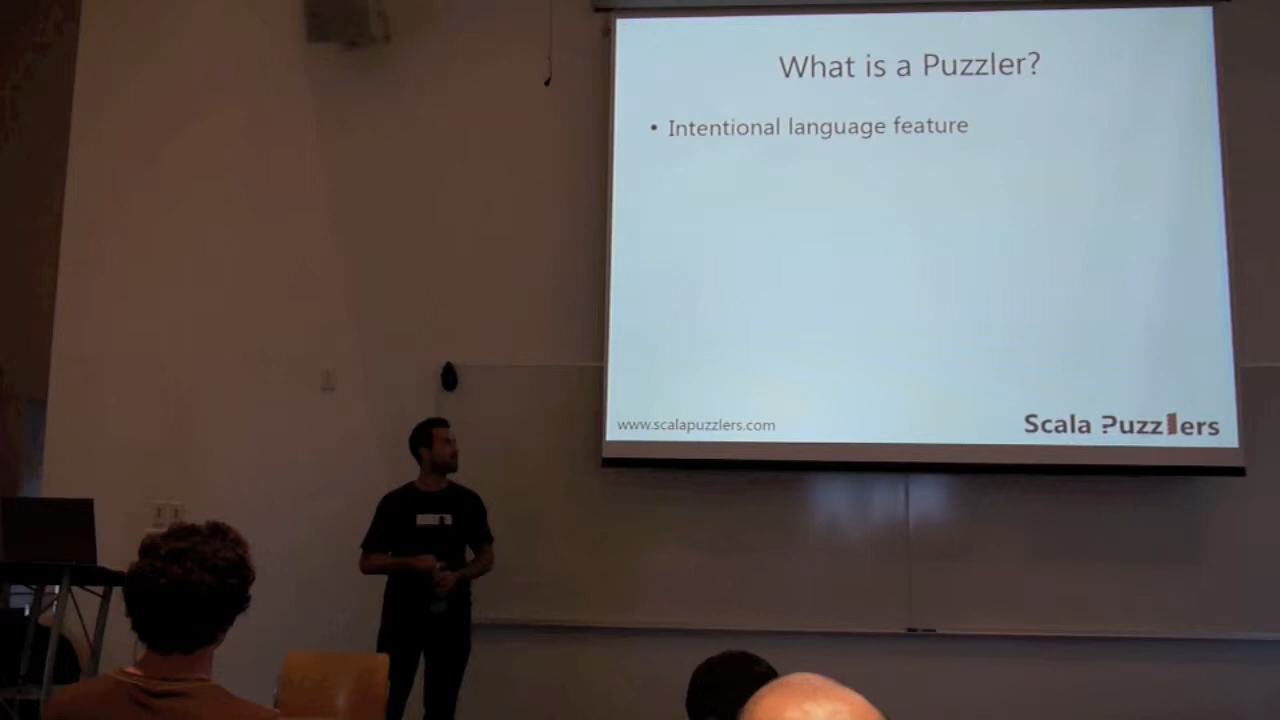 What is a Puzzler?
• Intentional language feature
www.scalapuzzlers.com
Scala Puzzlers